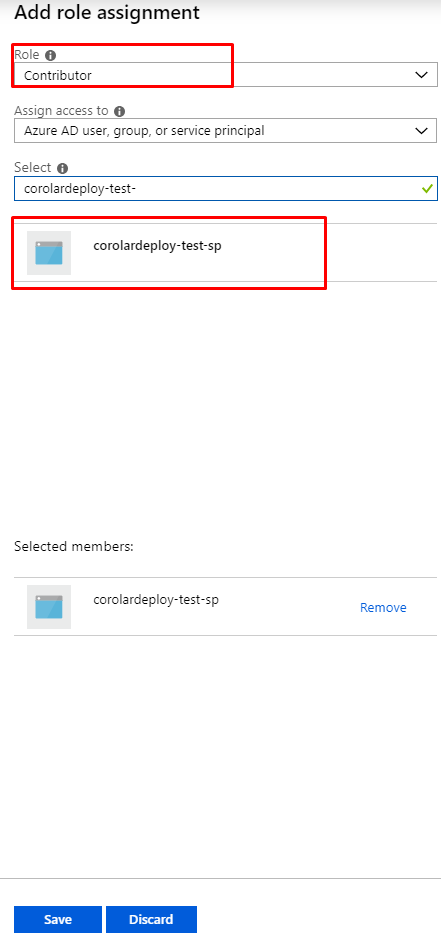 Add role assignment
Role
Contributor
Assign access to
Azure AD user, group, or service principal
Select
corolardeploy-test-
corolardeploy-test-sp
Selected members:
corolardeploy-test-sp
Remove
Save Discard